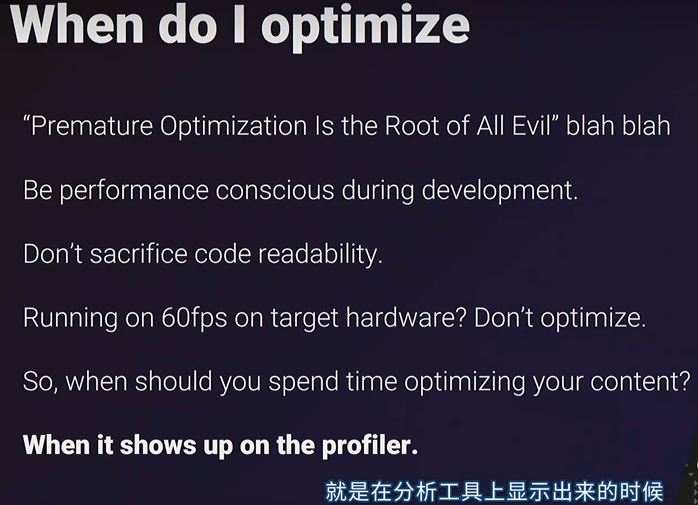 When do I optimize
“Premature Optimization Is the Root of All Evil” blah blah
Be performance conscious during development.
Don’t sacrifice code readability.
Running on 60fps on target hardware? Don’t optimize.
So, when should you spend time optimizing your content?
When it shows up on the profiler.
就是在分析工具上显示出来的时候